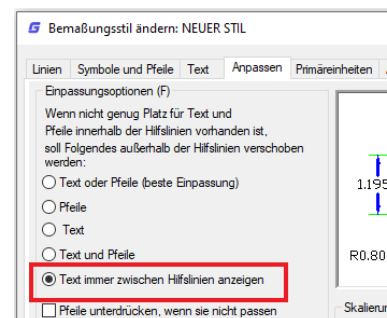 Bemaßungsstil ändern: NEUER STIL
Linien Symbole und Pfeile Text Anpassen Primäreinheiten
Einpassungsoptionen (F)
Wenn nicht genug Platz für Text und
Pfeile innerhalb der Hilfslinien vorhanden ist,
soll Folgendes außerhalb der Hilfslinien verschoben
werden:
Text oder Pfeile (beste Einpassung)
Pfeile
Text
Text und Pfeile
Text immer zwischen Hilfslinien anzeigen
Pfeile unterdrücken, wenn sie nicht passen
1.195
R0.80